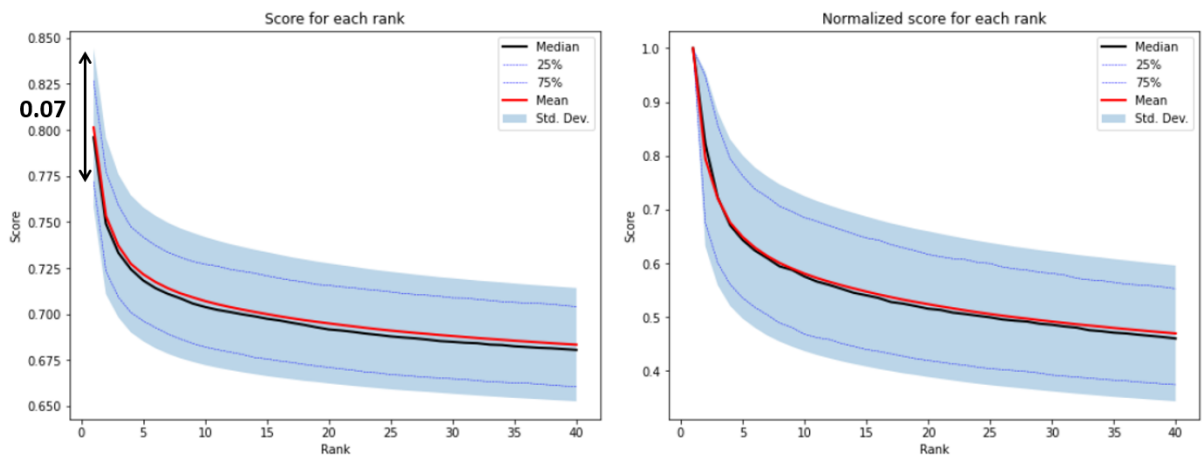 Score for each rank
0.850
0.825
0.800
0.775
0.750
0.725
0.700
0.675
0.650
0.07
Score
Median
25%
75%
Mean
Std. Dev.
0 5 10 15 20 25 30 35 40
Rank
Normalized score for each rank
1.0
0.9
0.8
0.7
0.6
0.5
0.4
Score
Median
25%
75%
Mean
Std. Dev.
0 5 10 15 20 25 30 35 40
Rank